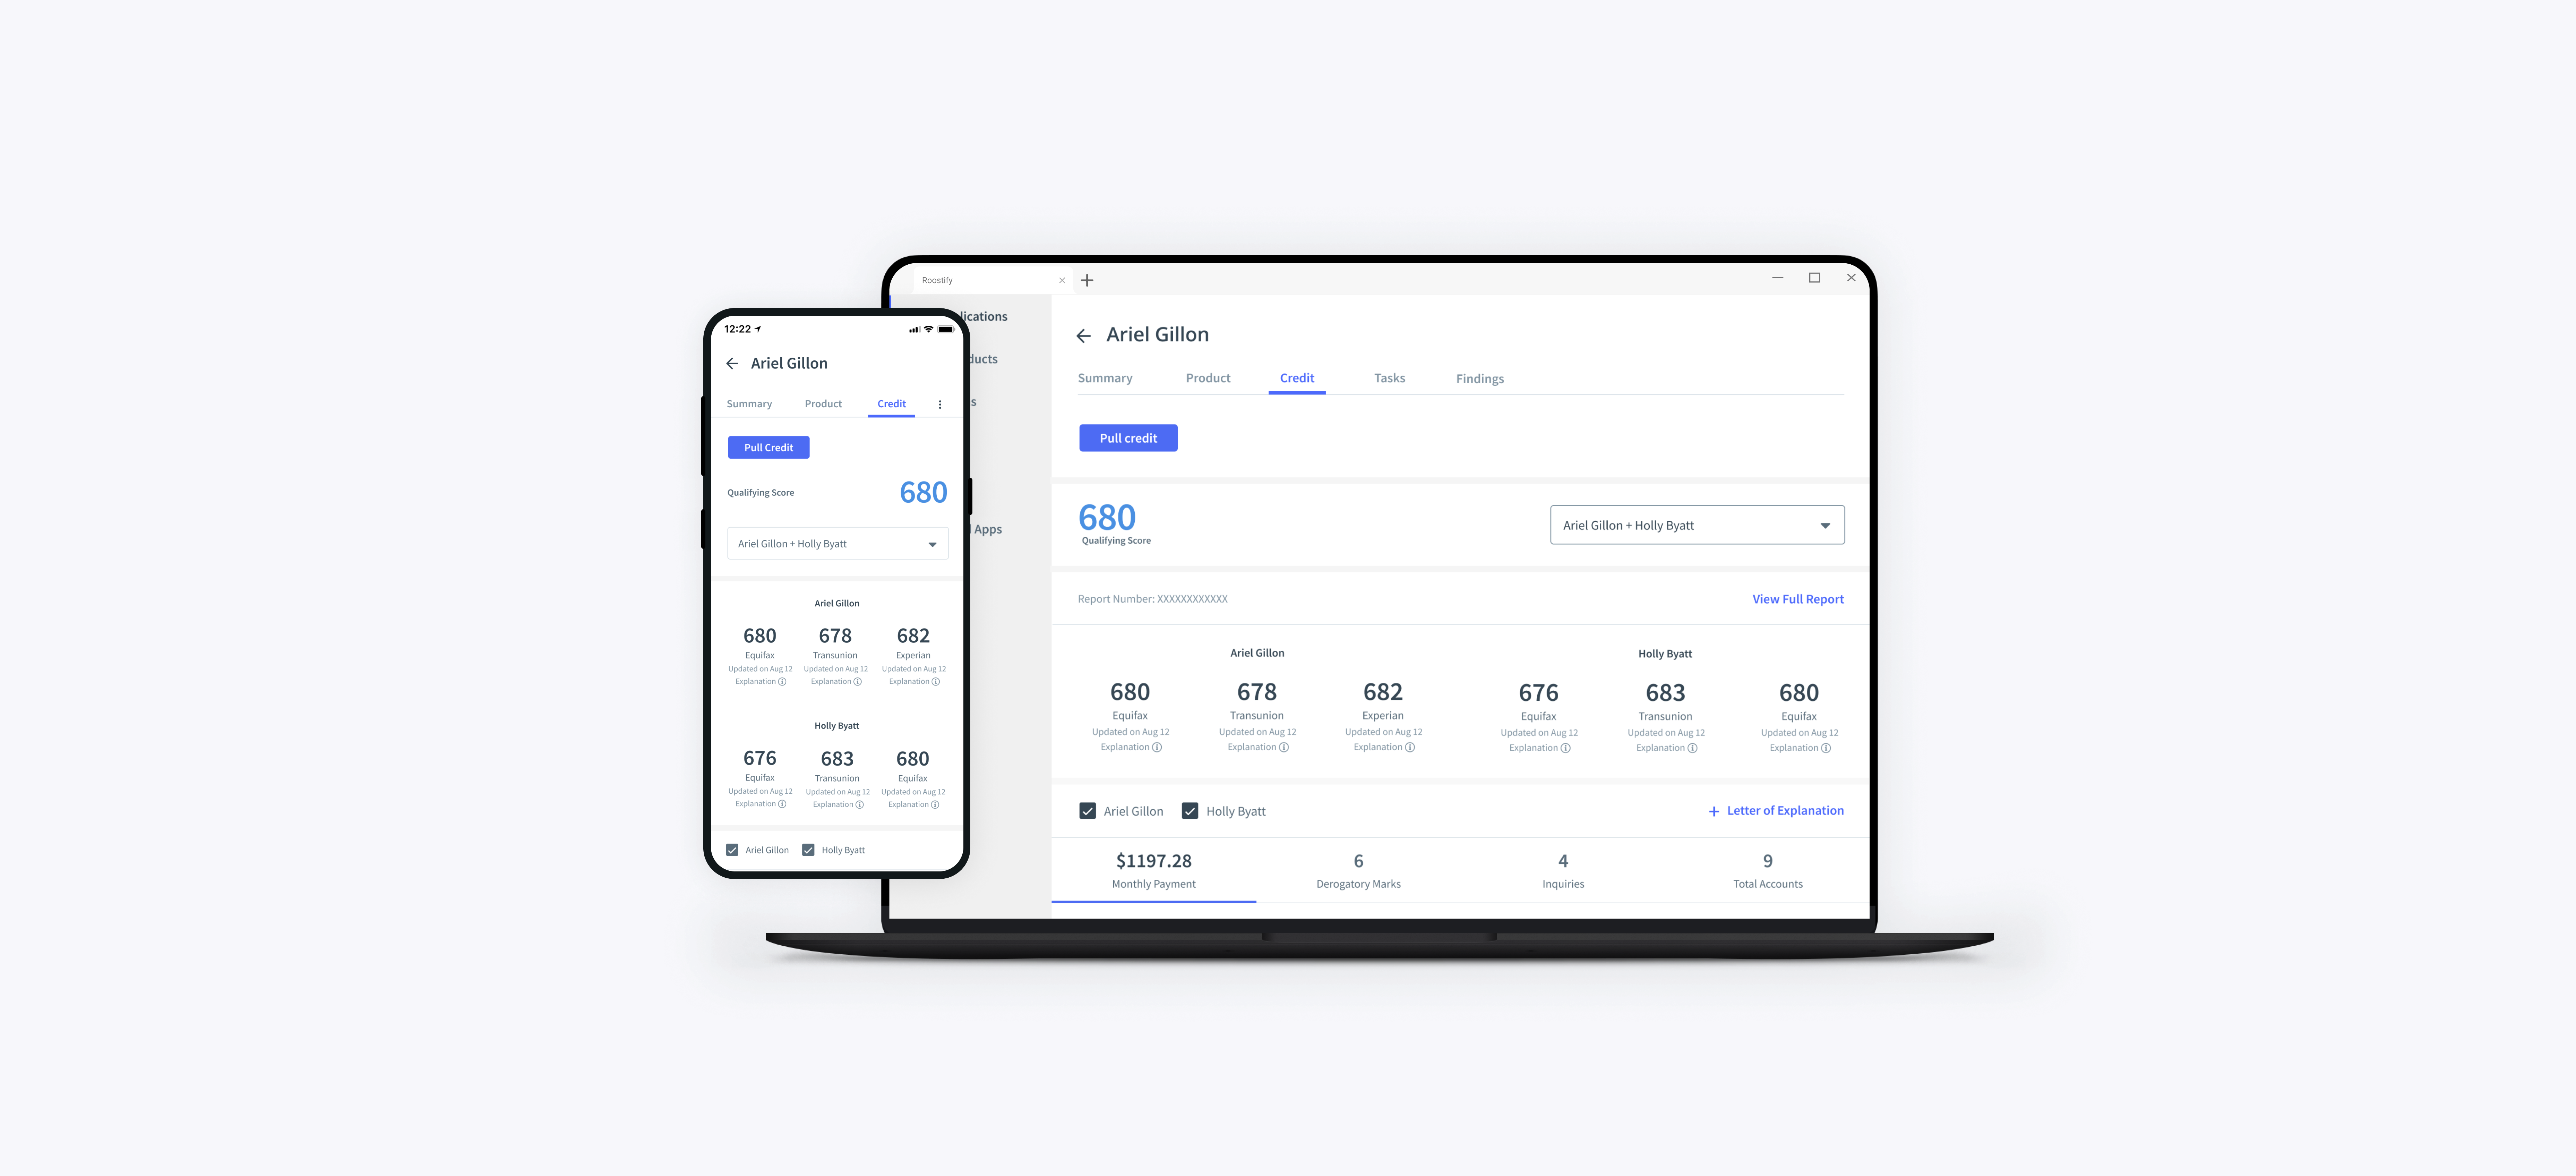 12:22
Ariel Gillon
Summary Product Credit
Pull Credit
Qualifying Score 680
Ariel Gillon + Holly Byatt
Ariel Gillon
680 678 682
Equifax Transunion Experian
Updated on Aug 12 Updated on Aug 12 Updated on Aug 12
Explanation Explanation Explanation
Holly Byatt
676 683 680
Equifax Transunion Equifax
Updated on Aug 12 Updated on Aug 12 Updated on Aug 12
Explanation Explanation Explanation
Ariel Gillon Holly Byatt
Roostify
lications
ducts
s
Apps
Ariel Gillon
Summary Product Credit Tasks Findings
Pull credit
680
Qualifying Score
Ariel Gillon + Holly Byatt
Report Number: XXXXXXXXXXXX View Full Report
Ariel Gillon Holly Byatt
680 678 682 676 683 680
Equifax Transunion Experian Equifax Transunion Equifax
Updated on Aug 12 Updated on Aug 12 Updated on Aug 12 Updated on Aug 12 Updated on Aug 12 Updated on Aug 12
Explanation Explanation Explanation Explanation Explanation Explanation
Ariel Gillon Holly Byatt + Letter of Explanation
$1197.28 6 4 9
Monthly Payment Derogatory Marks Inquiries Total Accounts